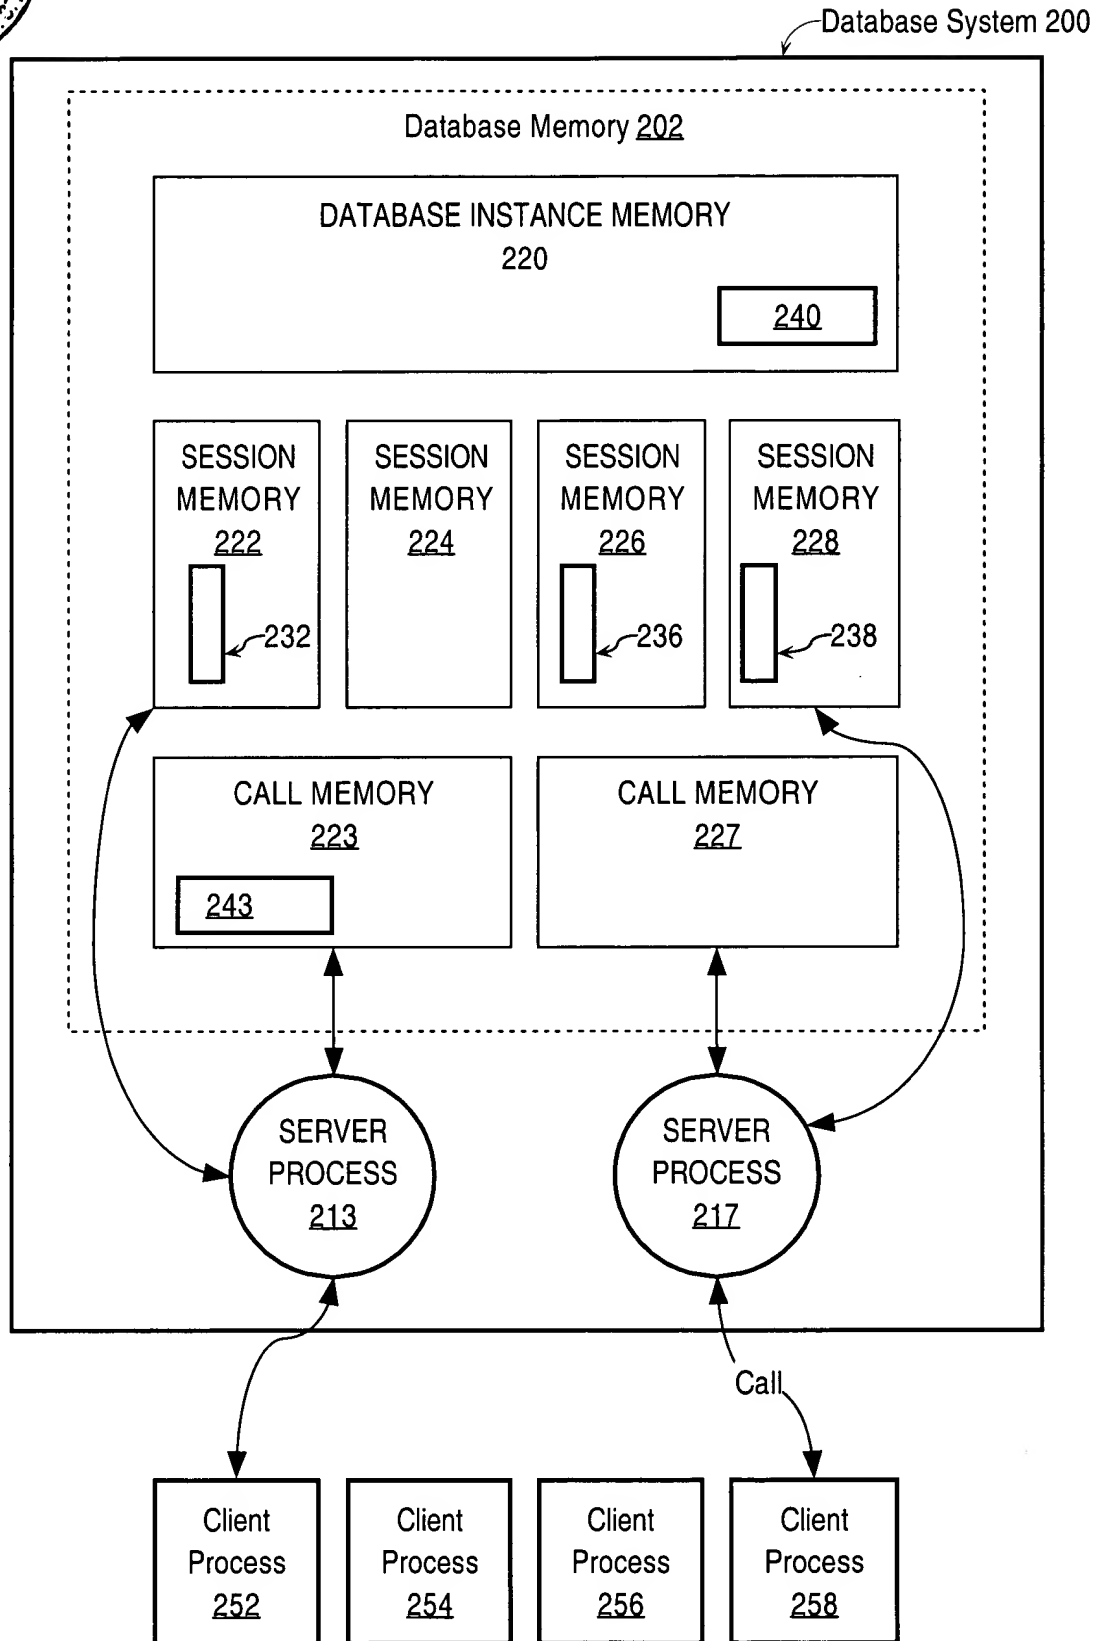 Database System 200
Database Memory 202
DATABASE INSTANCE MEMORY
220
240
SESSION
MEMORY
222
232
SESSION
MEMORY
224
SESSION
MEMORY
226
236
SESSION
MEMORY
228
238
CALL MEMORY
223
243
CALL MEMORY
227
SERVER
PROCESS
213
SERVER
PROCESS
217
Call
Client
Process
252
Client
Process
254
Client
Process
256
Client
Process
258